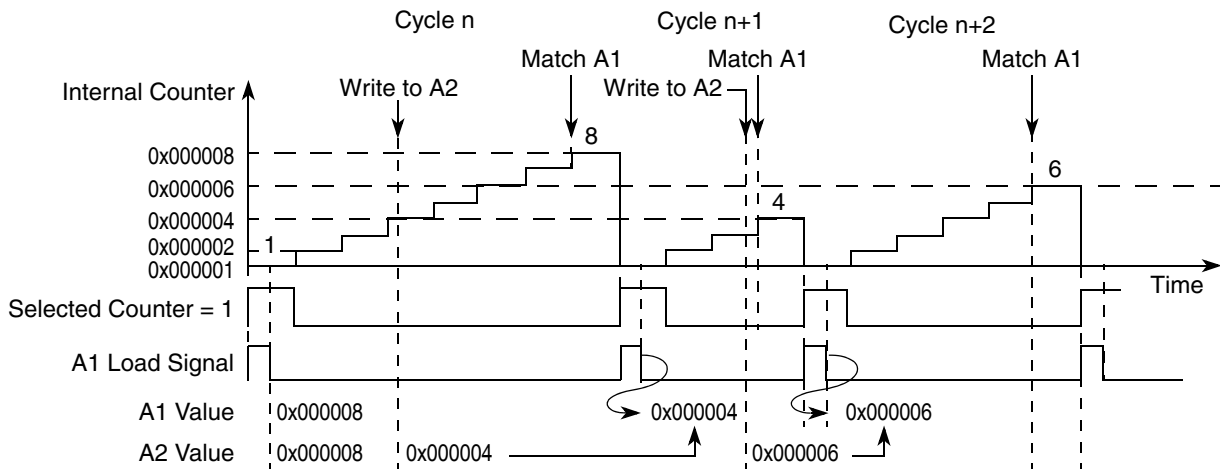 Cycle n
Cycle n+1
Cycle n+2
Match A1
Match A1
Match A1
Internal Counter
Write to A2
Write to A2
8
0x000008
0x000006
6
0x000004
4
0x000002
1
0x000001
Time
Selected Counter = 1
A1 Load Signal
A1 Value
0x000008
0x000004
0x000006
A2 Value
0x000008
0x000004
0x000006